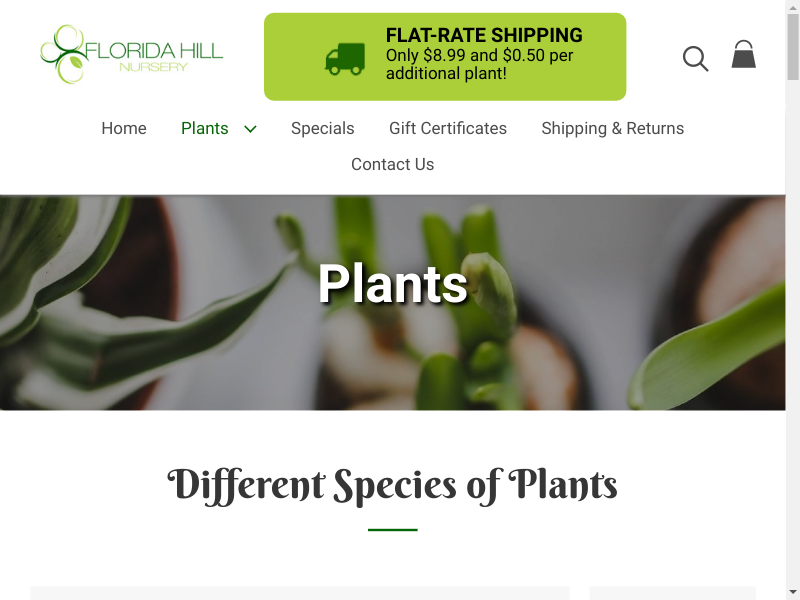 FLORIDA HILL
NURSERY
FLAT-RATE SHIPPING
Only $8.99 and $0.50 per
additional plant!
Home Plants Specials Gift Certificates Shipping & Returns
Contact Us
Plants
Different Species of Plants